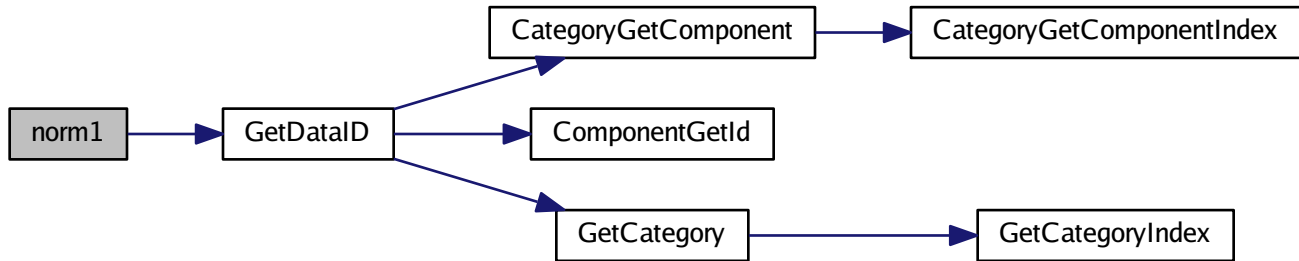 CategoryGetComponent
CategoryGetComponentIndex
norm1
GetDataID
ComponentGetId
GetCategory
GetCategoryIndex